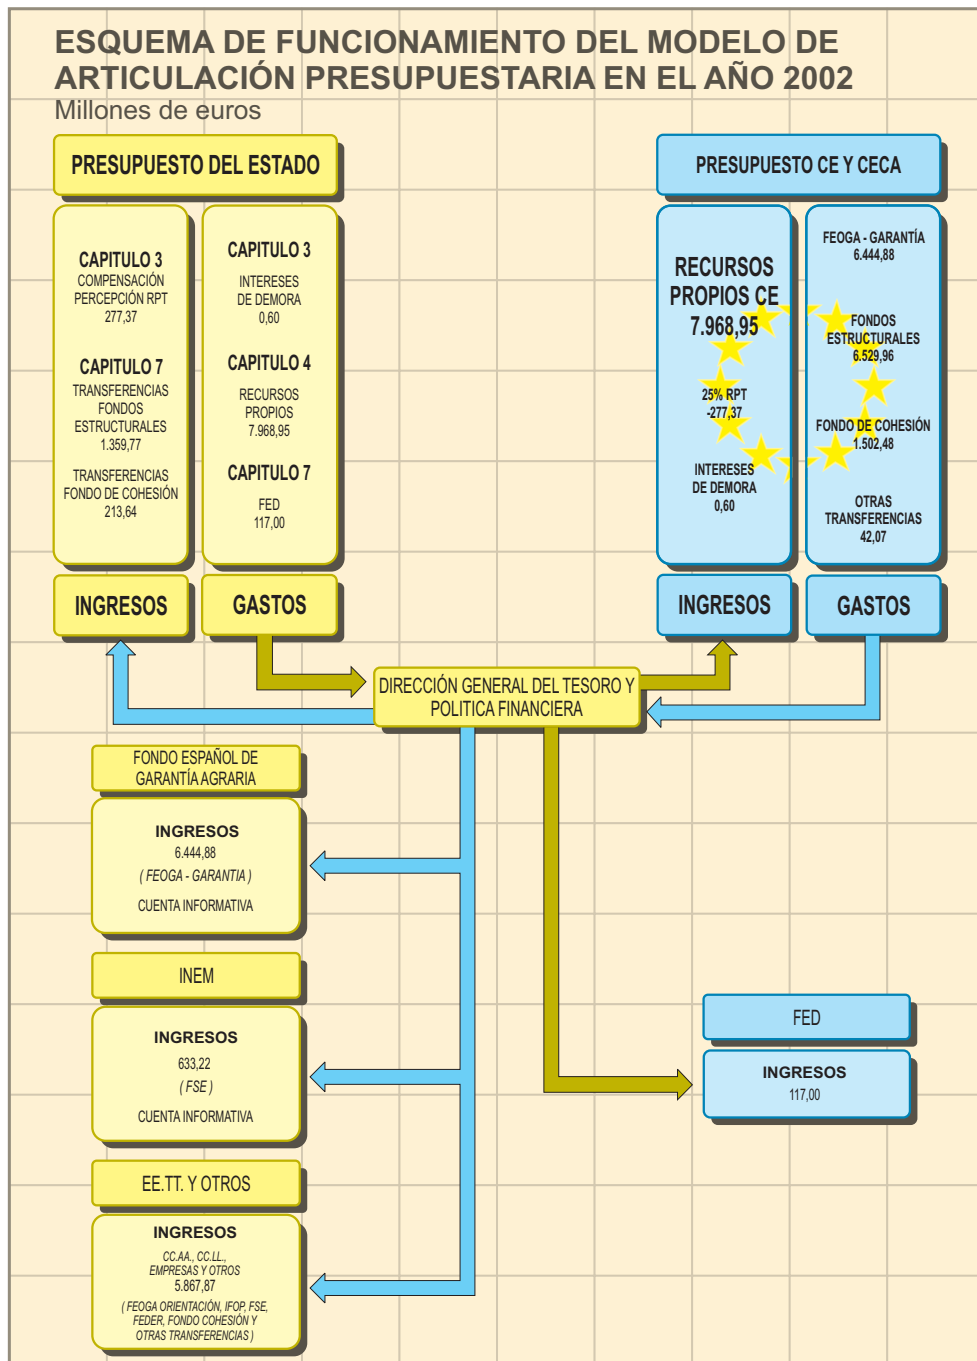 ESQUEMA DE FUNCIONAMIENTO DEL MODELO DE
ARTICULACIÓN PRESUPUESTARIA EN EL AÑO 2002
Millones de euros
PRESUPUESTO DEL ESTADO
CAPITULO 3
COMPENSACIÓN
PERCEPCIÓN RPT
277,37
CAPITULO 7
TRANSFERENCIAS
FONDOS
ESTRUCTURALES
1.359,77
TRANSFERENCIAS
FONDO DE COHESIÓN
213,64
INGRESOS
CAPITULO 3
INTERESES
DE DEMORA
0,60
CAPITULO 4
RECURSOS
PROPIOS
7.968,95
CAPITULO 7
FED
117,00
GASTOS
PRESUPUESTO CE Y CECA
RECURSOS
PROPIOS CE
7.968,95
25% RPT
-277,37
INTERESES
DE DEMORA
0,60
INGRESOS
FEOGA - GARANTÍA
6.444,88
FONDOS
ESTRUCTURALES
6.529,96
FONDO DE COHESIÓN
1.502,48
OTRAS
TRANSFERENCIAS
42,07
GASTOS
DIRECCIÓN GENERAL DEL TESORO Y
POLITICA FINANCIERA
FONDO ESPAÑOL DE
GARANTÍA AGRARIA
INGRESOS
6.444,88
( FEOGA - GARANTIA )
CUENTA INFORMATIVA
INEM
INGRESOS
633,22
( FSE )
CUENTA INFORMATIVA
EE.TT. Y OTROS
INGRESOS
CC.AA., CC.LL.,
EMPRESAS Y OTROS
5.867,87
( FEOGA ORIENTACIÓN, IFOP, FSE,
FEDER, FONDO COHESIÓN Y
OTRAS TRANSFERENCIAS )
FED
INGRESOS
117,00